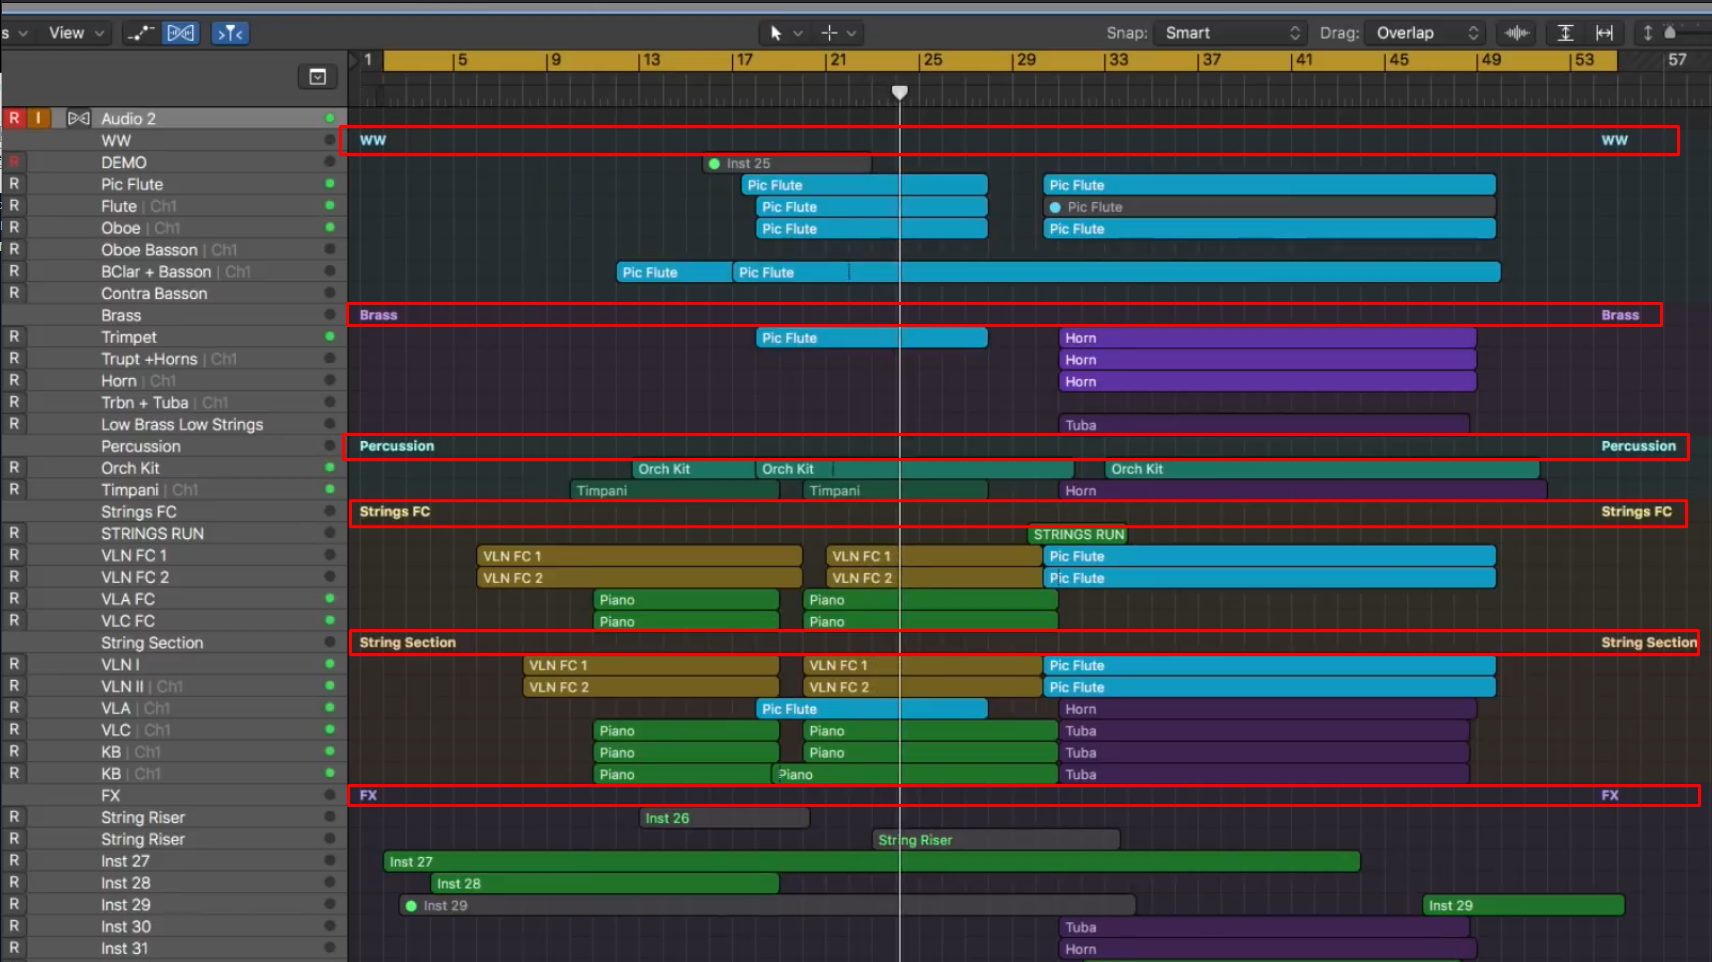 s View Snap: Smart Drag: Overlap
1 5 9 13 17 21 25 29 33 37 41 45 49 53 57
R I Audio 2
WW WW WW
R DEMO Inst 25
R Pic Flute Pic Flute Pic Flute
R Flute | Ch1 Pic Flute Pic Flute
R Oboe | Ch1 Pic Flute Pic Flute
R Oboe Basson | Ch1
R BClar + Basson | Ch1 Pic Flute Pic Flute
R Contra Basson
Brass Brass Brass
R Trimpet Pic Flute Horn
R Trupt +Horns | Ch1 Horn
R Horn | Ch1 Horn
R Trbn + Tuba | Ch1
R Low Brass Low Strings Tuba
Percussion Percussion Percussion
R Orch Kit Orch Kit Orch Kit Orch Kit
R Timpani | Ch1 Timpani Timpani Horn
Strings FC Strings FC Strings FC
R STRINGS RUN STRINGS RUN
R VLN FC 1 VLN FC 1 VLN FC 1 Pic Flute
R VLN FC 2 VLN FC 2 VLN FC 2 Pic Flute
R VLA FC Piano Piano
R VLC FC Piano Piano
String Section String Section String Section
R VLN I VLN FC 1 VLN FC 1 Pic Flute
R VLN II | Ch1 VLN FC 2 VLN FC 2 Pic Flute
R VLA | Ch1 Pic Flute Horn
R VLC | Ch1 Piano Piano Tuba
R KB | Ch1 Piano Piano Tuba
R KB | Ch1 Piano Piano Tuba
FX FX FX
R String Riser Inst 26
R String Riser String Riser
R Inst 27 Inst 27
R Inst 28 Inst 28
R Inst 29 Inst 29 Inst 29
R Inst 30 Tuba
R Inst 31 Horn